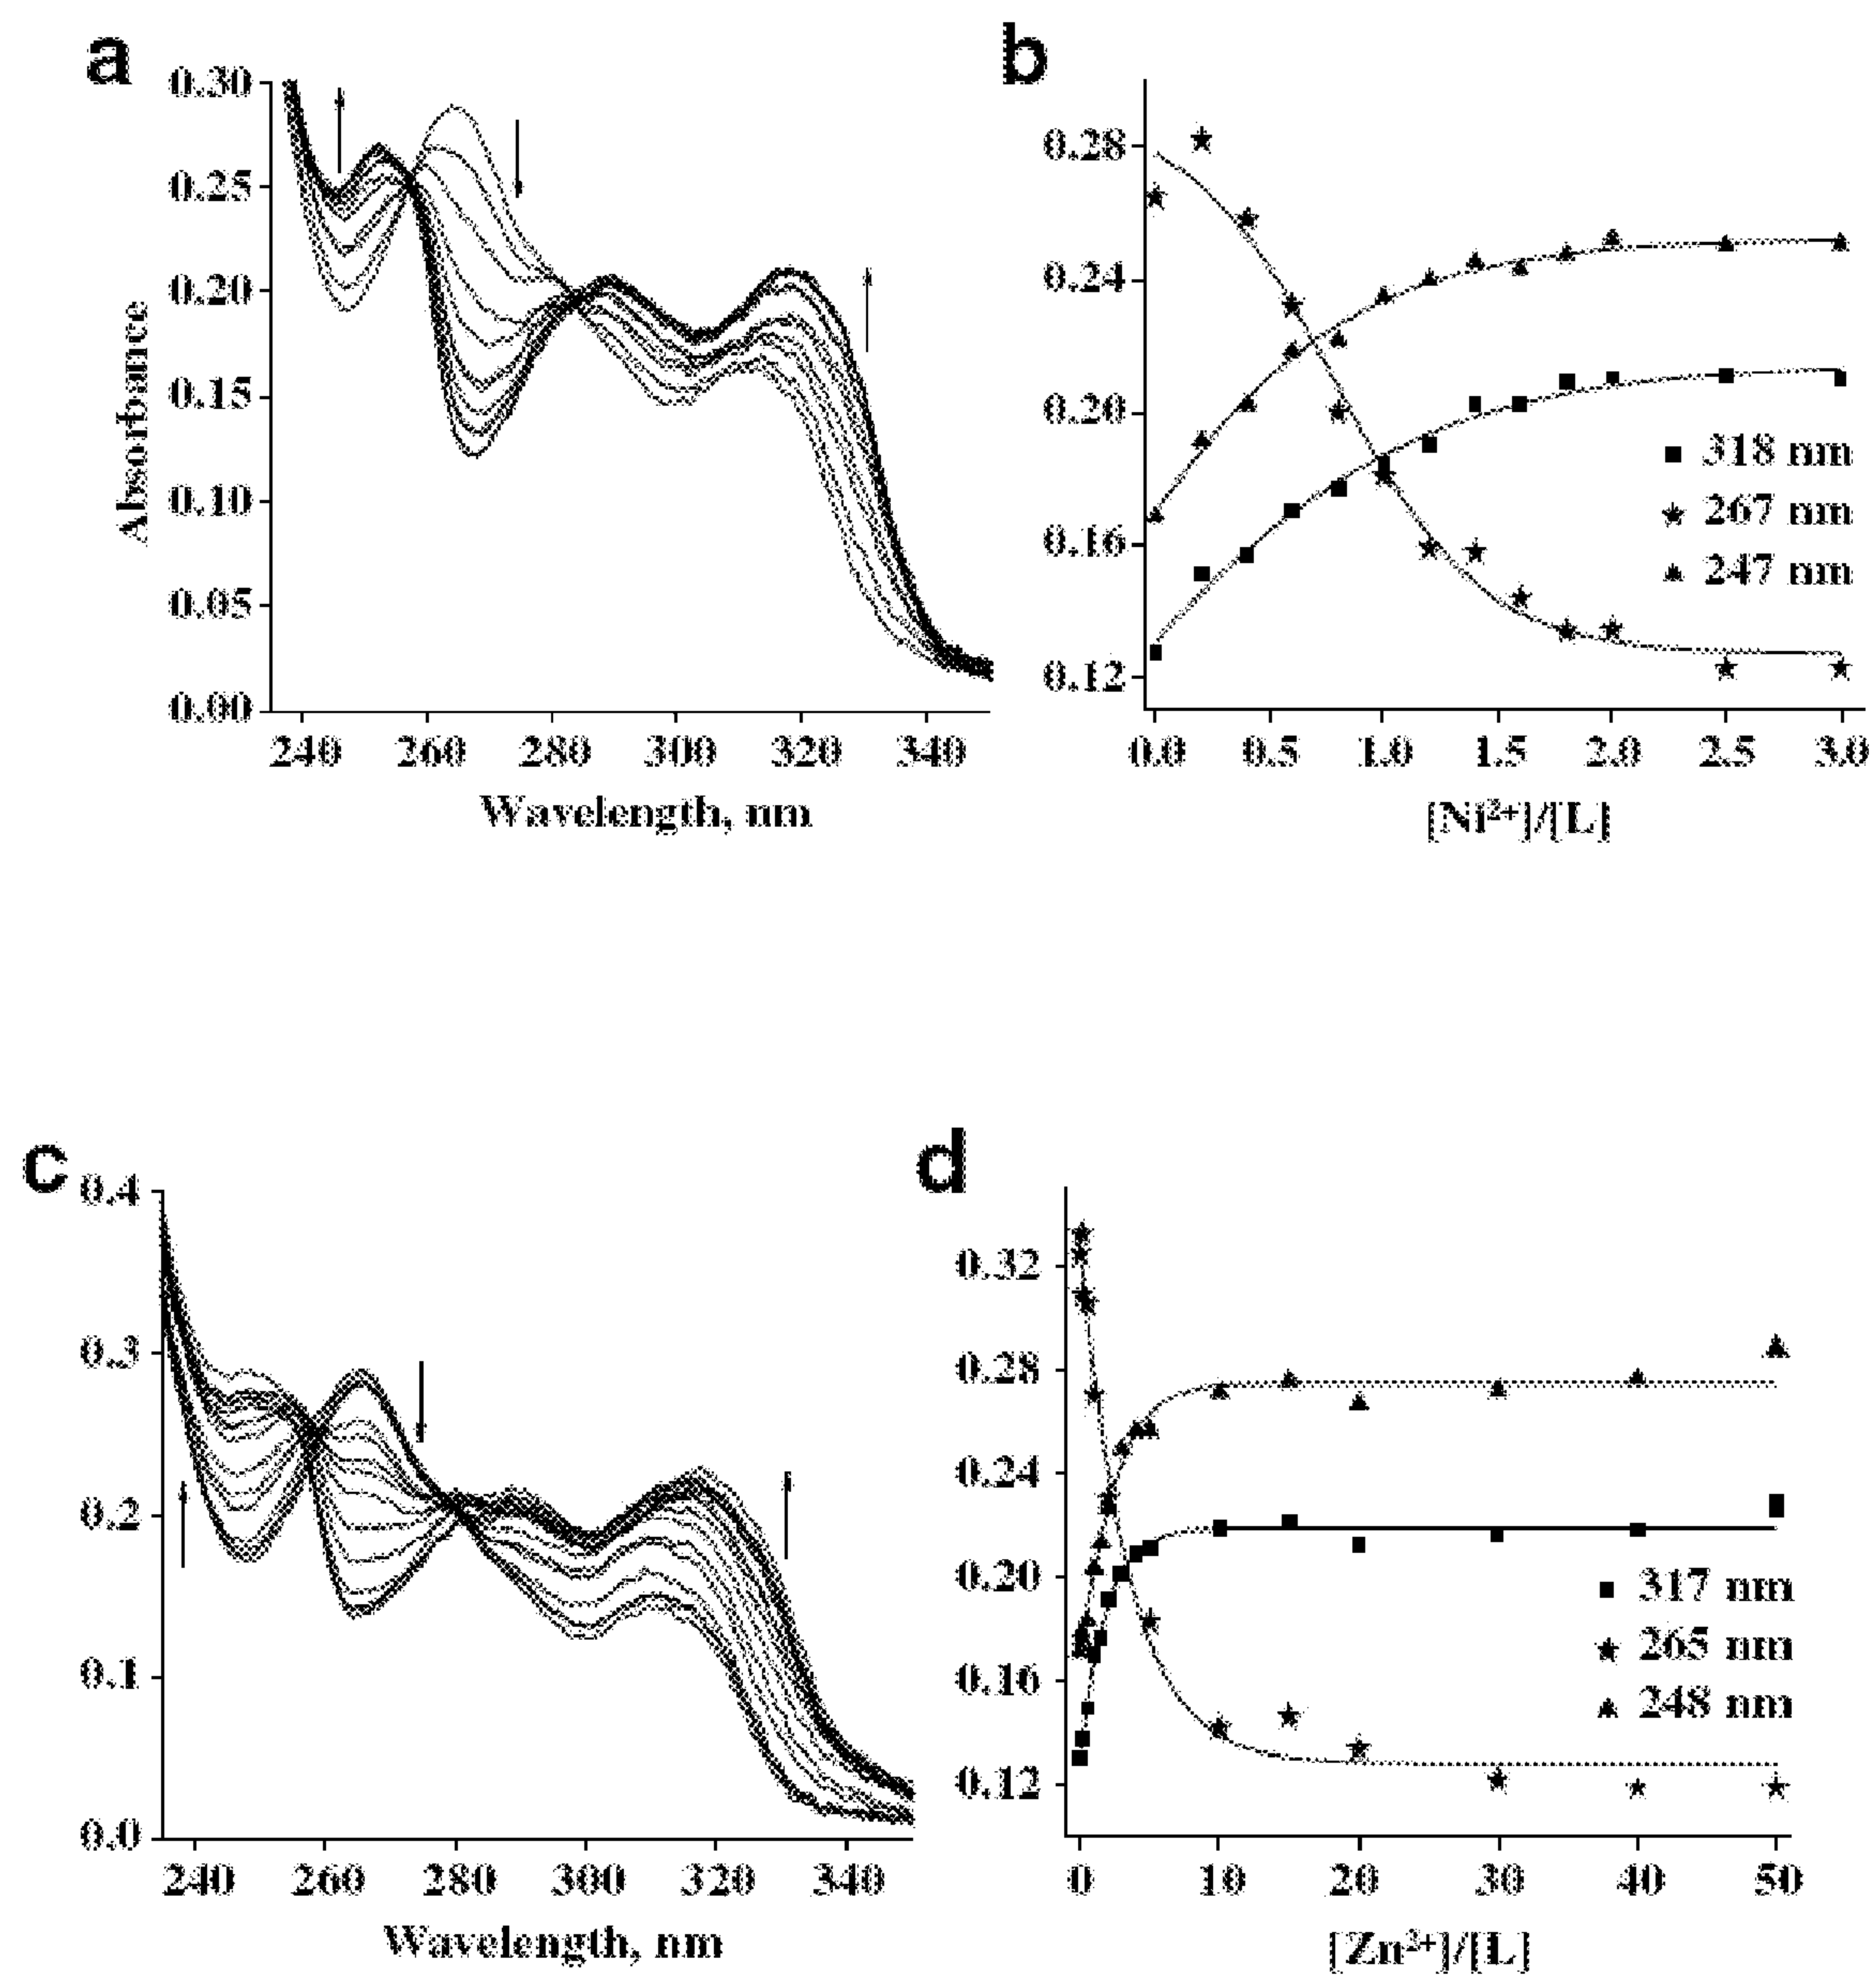 a
0.30
0.25
0.20
0.15
0.10
0.05
0.00
Absorbance
240 260 280 300 320 340
Wavelength, nm
b
0.28
0.24
0.20
0.16
0.12
318 nm
267 nm
247 nm
0.0 0.5 1.0 1.5 2.0 2.5 3.0
[Ni²⁺]/[L]
c
0.4
0.3
0.2
0.1
0.0
240 260 280 300 320 340
Wavelength, nm
d
0.32
0.28
0.24
0.20
0.16
0.12
317 nm
265 nm
248 nm
0 10 20 30 40 50
[Zn²⁺]/[L]